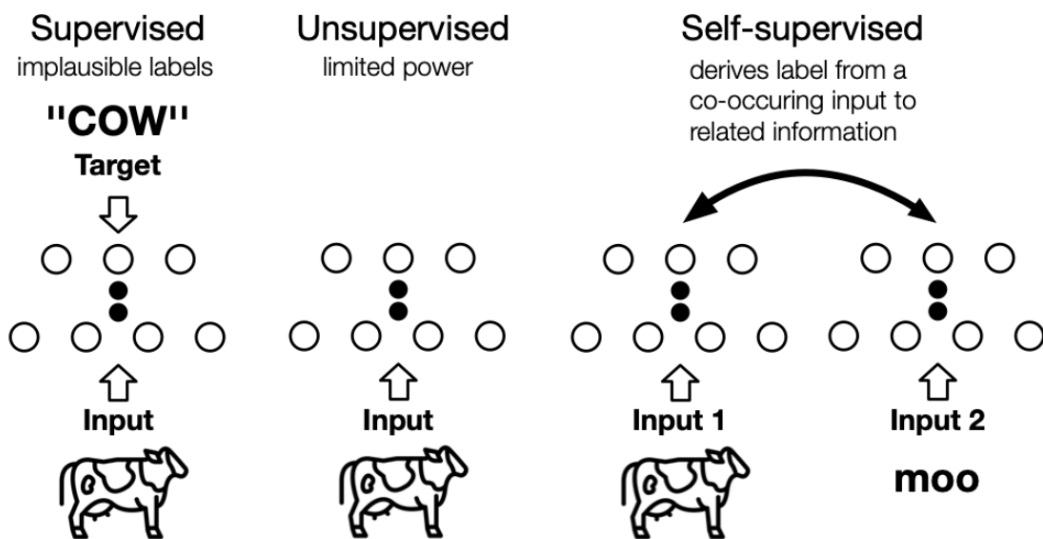 Supervised
implausible labels
"COW"
Target
Input
Unsupervised
limited power
Input
Self-supervised
derives label from a
co-occuring input to
related information
Input 1
Input 2
moo